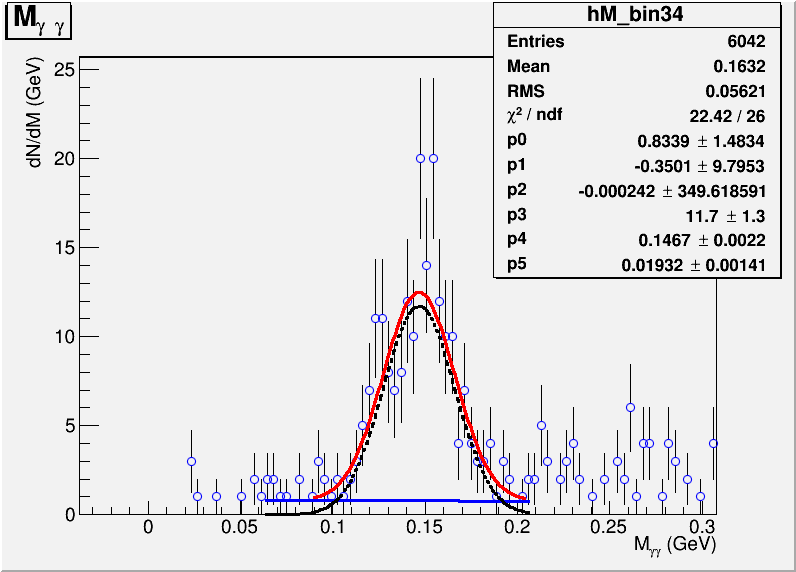 M γ γ
hM_bin34
Entries 6042
Mean 0.1632
RMS 0.05621
χ² / ndf 22.42 / 26
p0 0.8339 ± 1.4834
p1 -0.3501 ± 9.7953
p2 -0.000242 ± 349.618591
p3 11.7 ± 1.3
p4 0.1467 ± 0.0022
p5 0.01932 ± 0.00141
dN/dM (GeV)
25
20
15
10
5
0
0 0.05 0.1 0.15 0.2 0.25 0.3
Mγγ (GeV)